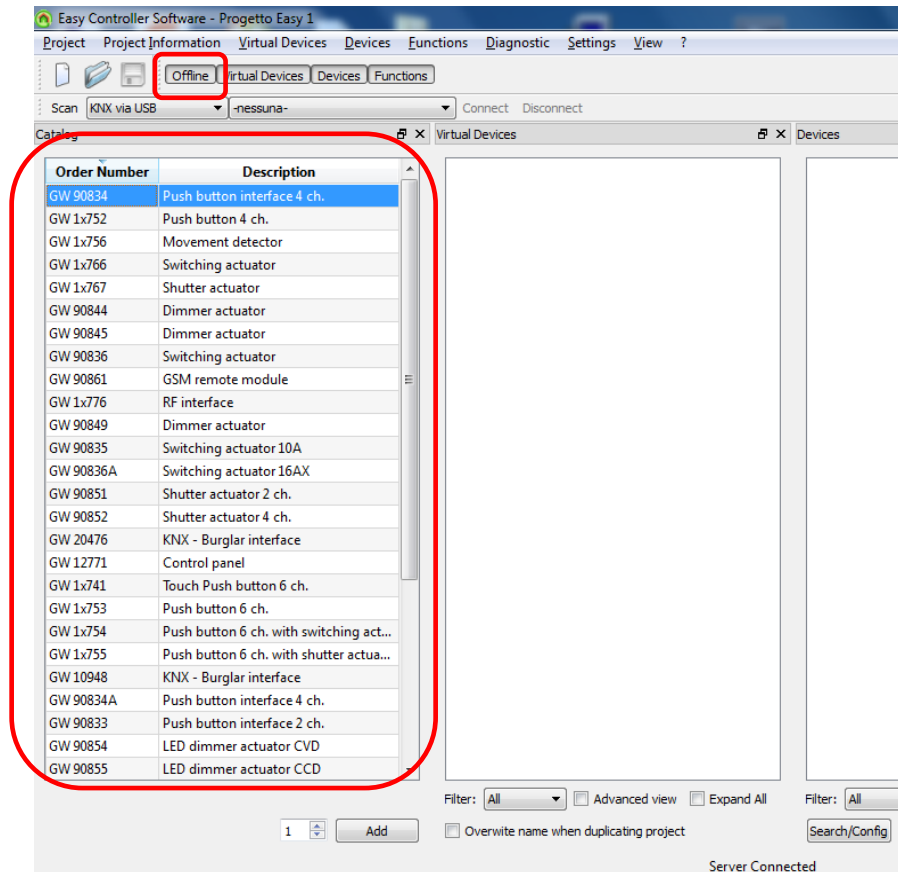 Easy Controller Software - Progetto Easy 1
Project Project Information Virtual Devices Devices Functions Diagnostic Settings View ?
Offline Virtual Devices Devices Functions
Scan KNX via USB -nessuna- Connect Disconnect
Catalog Virtual Devices Devices
Order Number Description
GW 90834 Push button interface 4 ch.
GW 1x752 Push button 4 ch.
GW 1x756 Movement detector
GW 1x766 Switching actuator
GW 1x767 Shutter actuator
GW 90844 Dimmer actuator
GW 90845 Dimmer actuator
GW 90836 Switching actuator
GW 90861 GSM remote module
GW 1x776 RF interface
GW 90849 Dimmer actuator
GW 90835 Switching actuator 10A
GW 90836A Switching actuator 16AX
GW 90851 Shutter actuator 2 ch.
GW 90852 Shutter actuator 4 ch.
GW 20476 KNX - Burglar interface
GW 12771 Control panel
GW 1x741 Touch Push button 6 ch.
GW 1x753 Push button 6 ch.
GW 1x754 Push button 6 ch. with switching act...
GW 1x755 Push button 6 ch. with shutter actua...
GW 10948 KNX - Burglar interface
GW 90834A Push button interface 4 ch.
GW 90833 Push button interface 2 ch.
GW 90854 LED dimmer actuator CVD
GW 90855 LED dimmer actuator CCD
Filter: All Advanced view Expand All Filter: All
1 Add Overwite name when duplicating project Search/Config
Server Connected